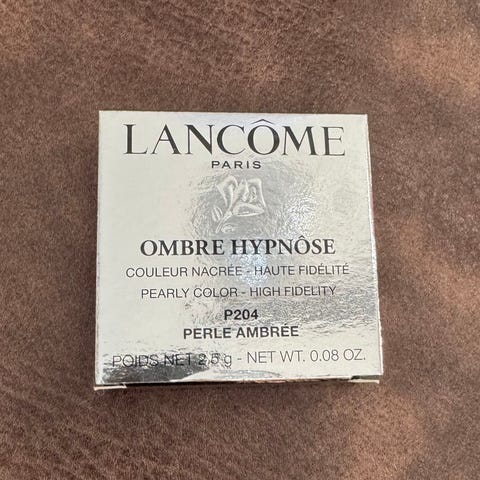 LANCÔME
PARIS
OMBRE HYPNÔSE
COULEUR NACRÉE - HAUTE FIDÉLITÉ
PEARLY COLOR - HIGH FIDELITY
P204
PERLE AMBRÉE
POIDS NET 2,5 g - NET WT. 0.08 OZ.